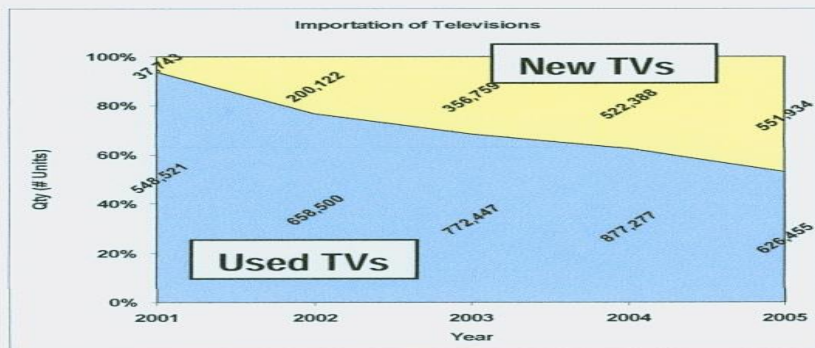 Importation of Televisions
100%
80%
60%
40%
20%
0%
Qty (# Units)
New TVs
Used TVs
37,743
200,122
356,759
522,388
551,934
548,521
658,500
772,447
877,277
626,455
2001 2002 2003 2004 2005
Year